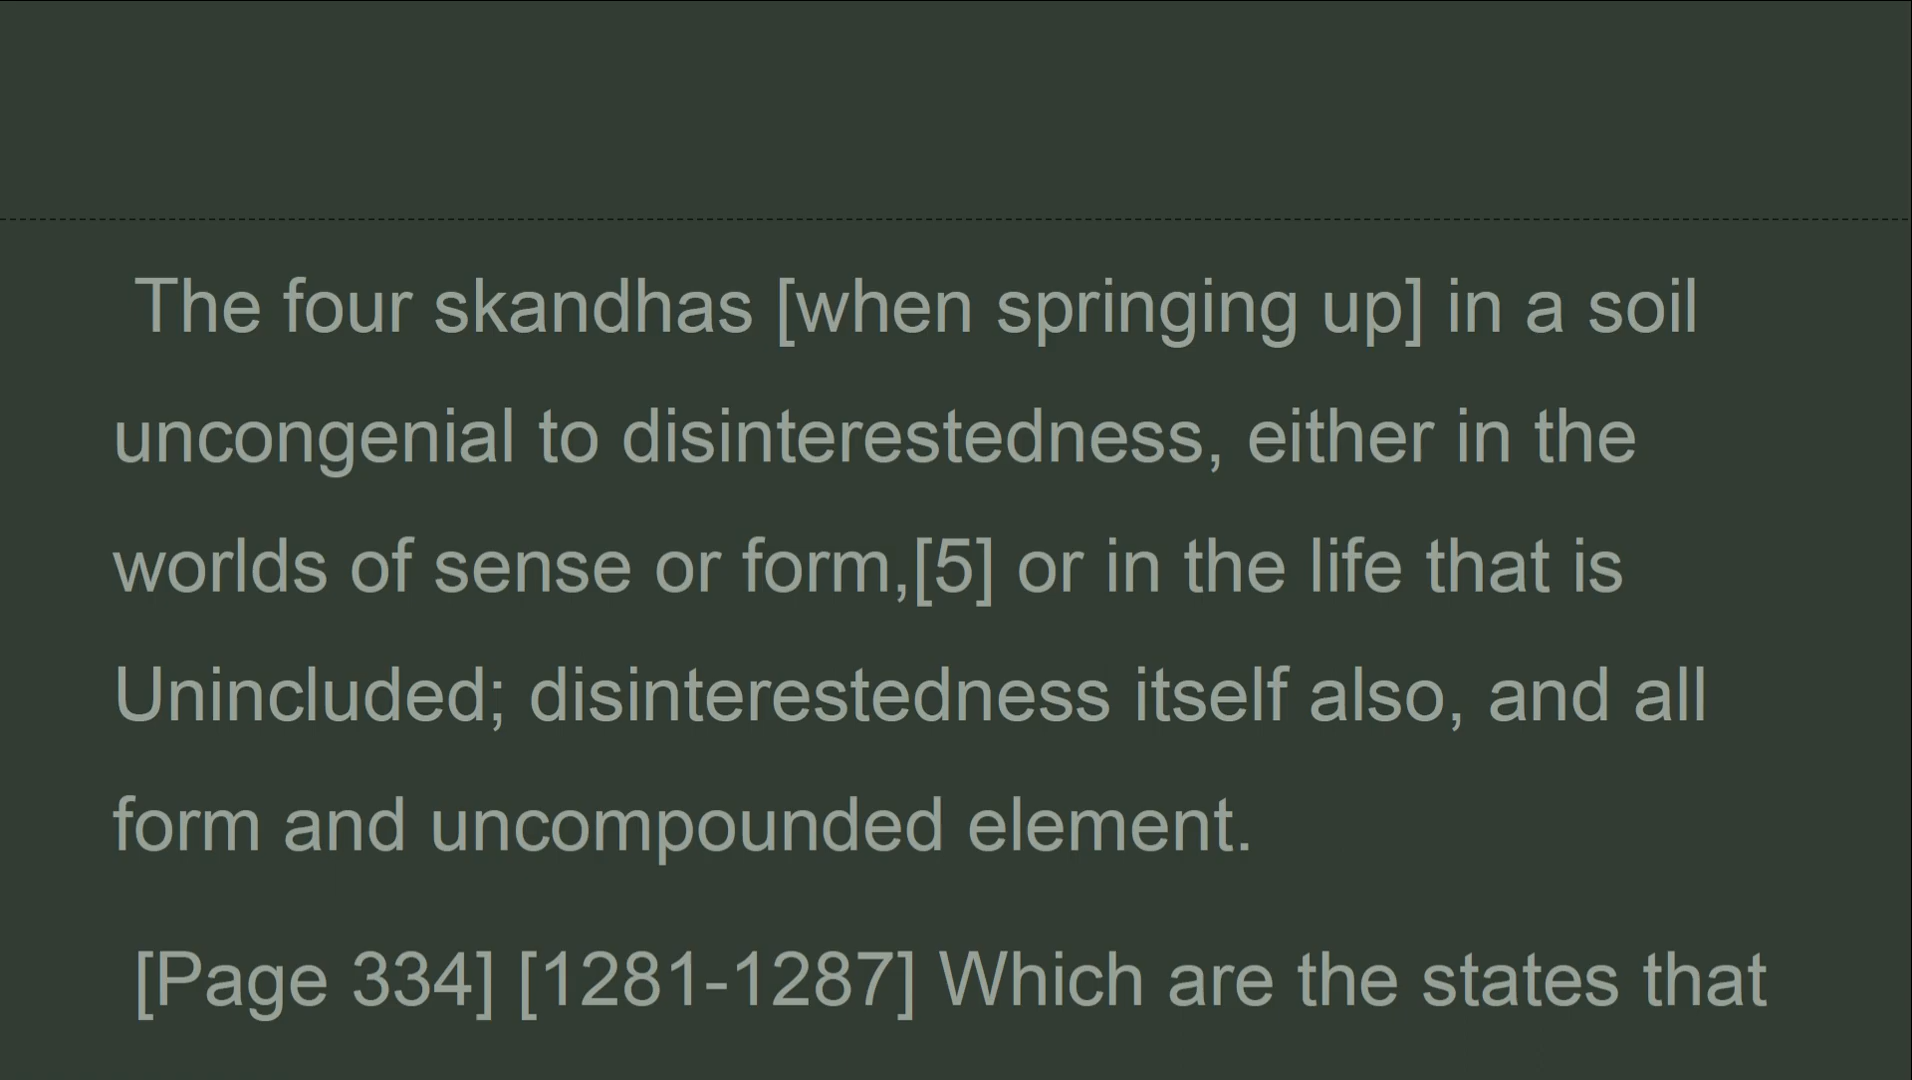 The four skandhas [when springing up] in a soil
uncongenial to disinterestedness, either in the
worlds of sense or form,[5] or in the life that is
Unincluded; disinterestedness itself also, and all
form and uncompounded element.
[Page 334] [1281-1287] Which are the states that